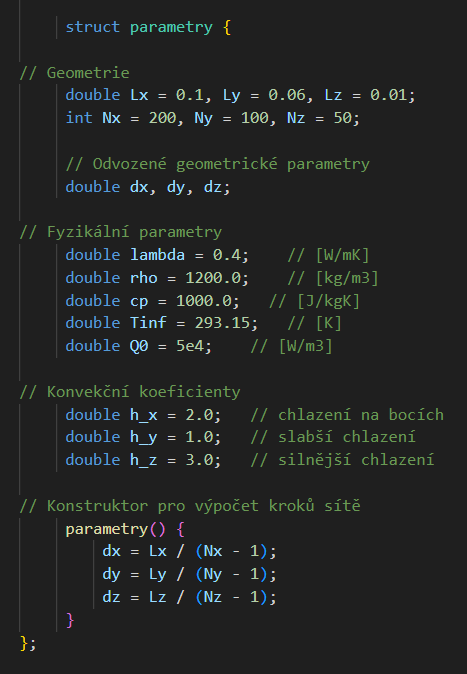 struct parametry {
// Geometrie
double Lx = 0.1, Ly = 0.06, Lz = 0.01;
int Nx = 200, Ny = 100, Nz = 50;
// Odvozené geometrické parametry
double dx, dy, dz;
// Fyzikální parametry
double lambda = 0.4;    // [W/mK]
double rho = 1200.0;    // [kg/m3]
double cp = 1000.0;   // [J/kgK]
double Tinf = 293.15;   // [K]
double Q0 = 5e4;    // [W/m3]
// Konvekční koeficienty
double h_x = 2.0;   // chlazení na bocích
double h_y = 1.0;   // slabší chlazení
double h_z = 3.0;   // silnější chlazení
// Konstruktor pro výpočet kroků sítě
parametry() {
dx = Lx / (Nx - 1);
dy = Ly / (Ny - 1);
dz = Lz / (Nz - 1);
}
};